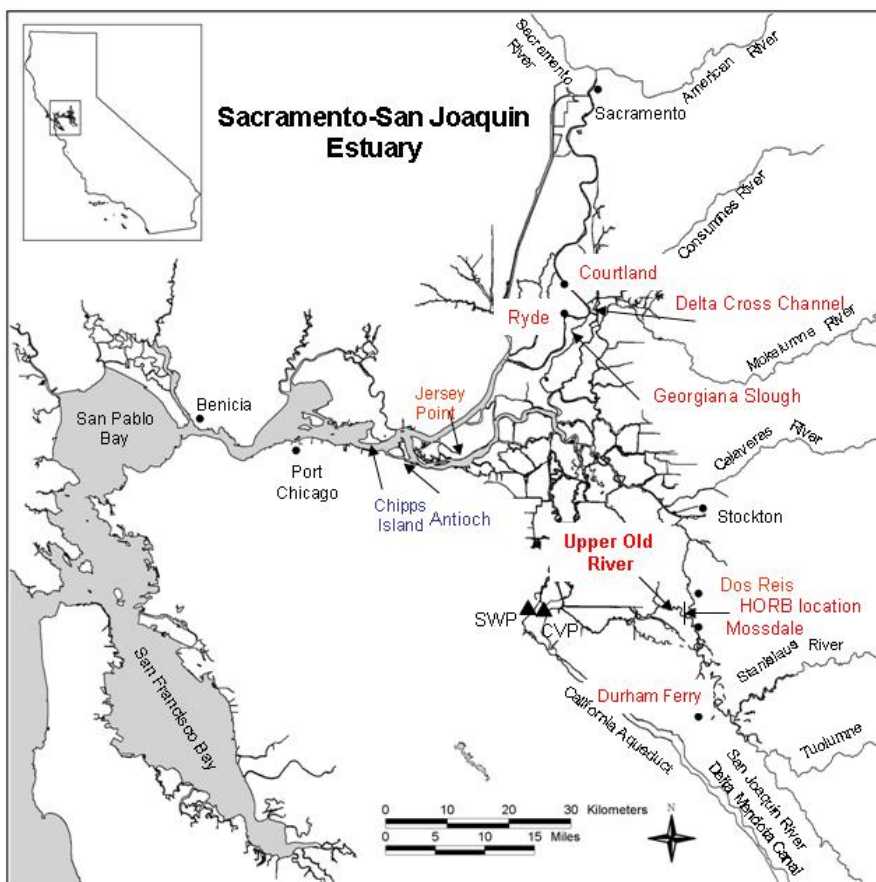 Sacramento
River
American River
Sacramento
Sacramento-San Joaquin
Estuary
Consumnes River
Courtland
Ryde
Delta Cross Channel
Mokelumne River
Georgiana Slough
Jersey
Point
San Pablo
Bay
Benicia
Port
Chicago
Chipps
Island
Antioch
Calaveras River
Stockton
Upper Old
River
Dos Reis
HORB location
Mossdale
SWP
CVP
Stanislaus River
Durham Ferry
San Francisco Bay
California Aqueduct
Tuolumne
San Joaquin River
Delta Mendota Canal
0 10 20 30 Kilometers
0 5 10 15 Miles
N